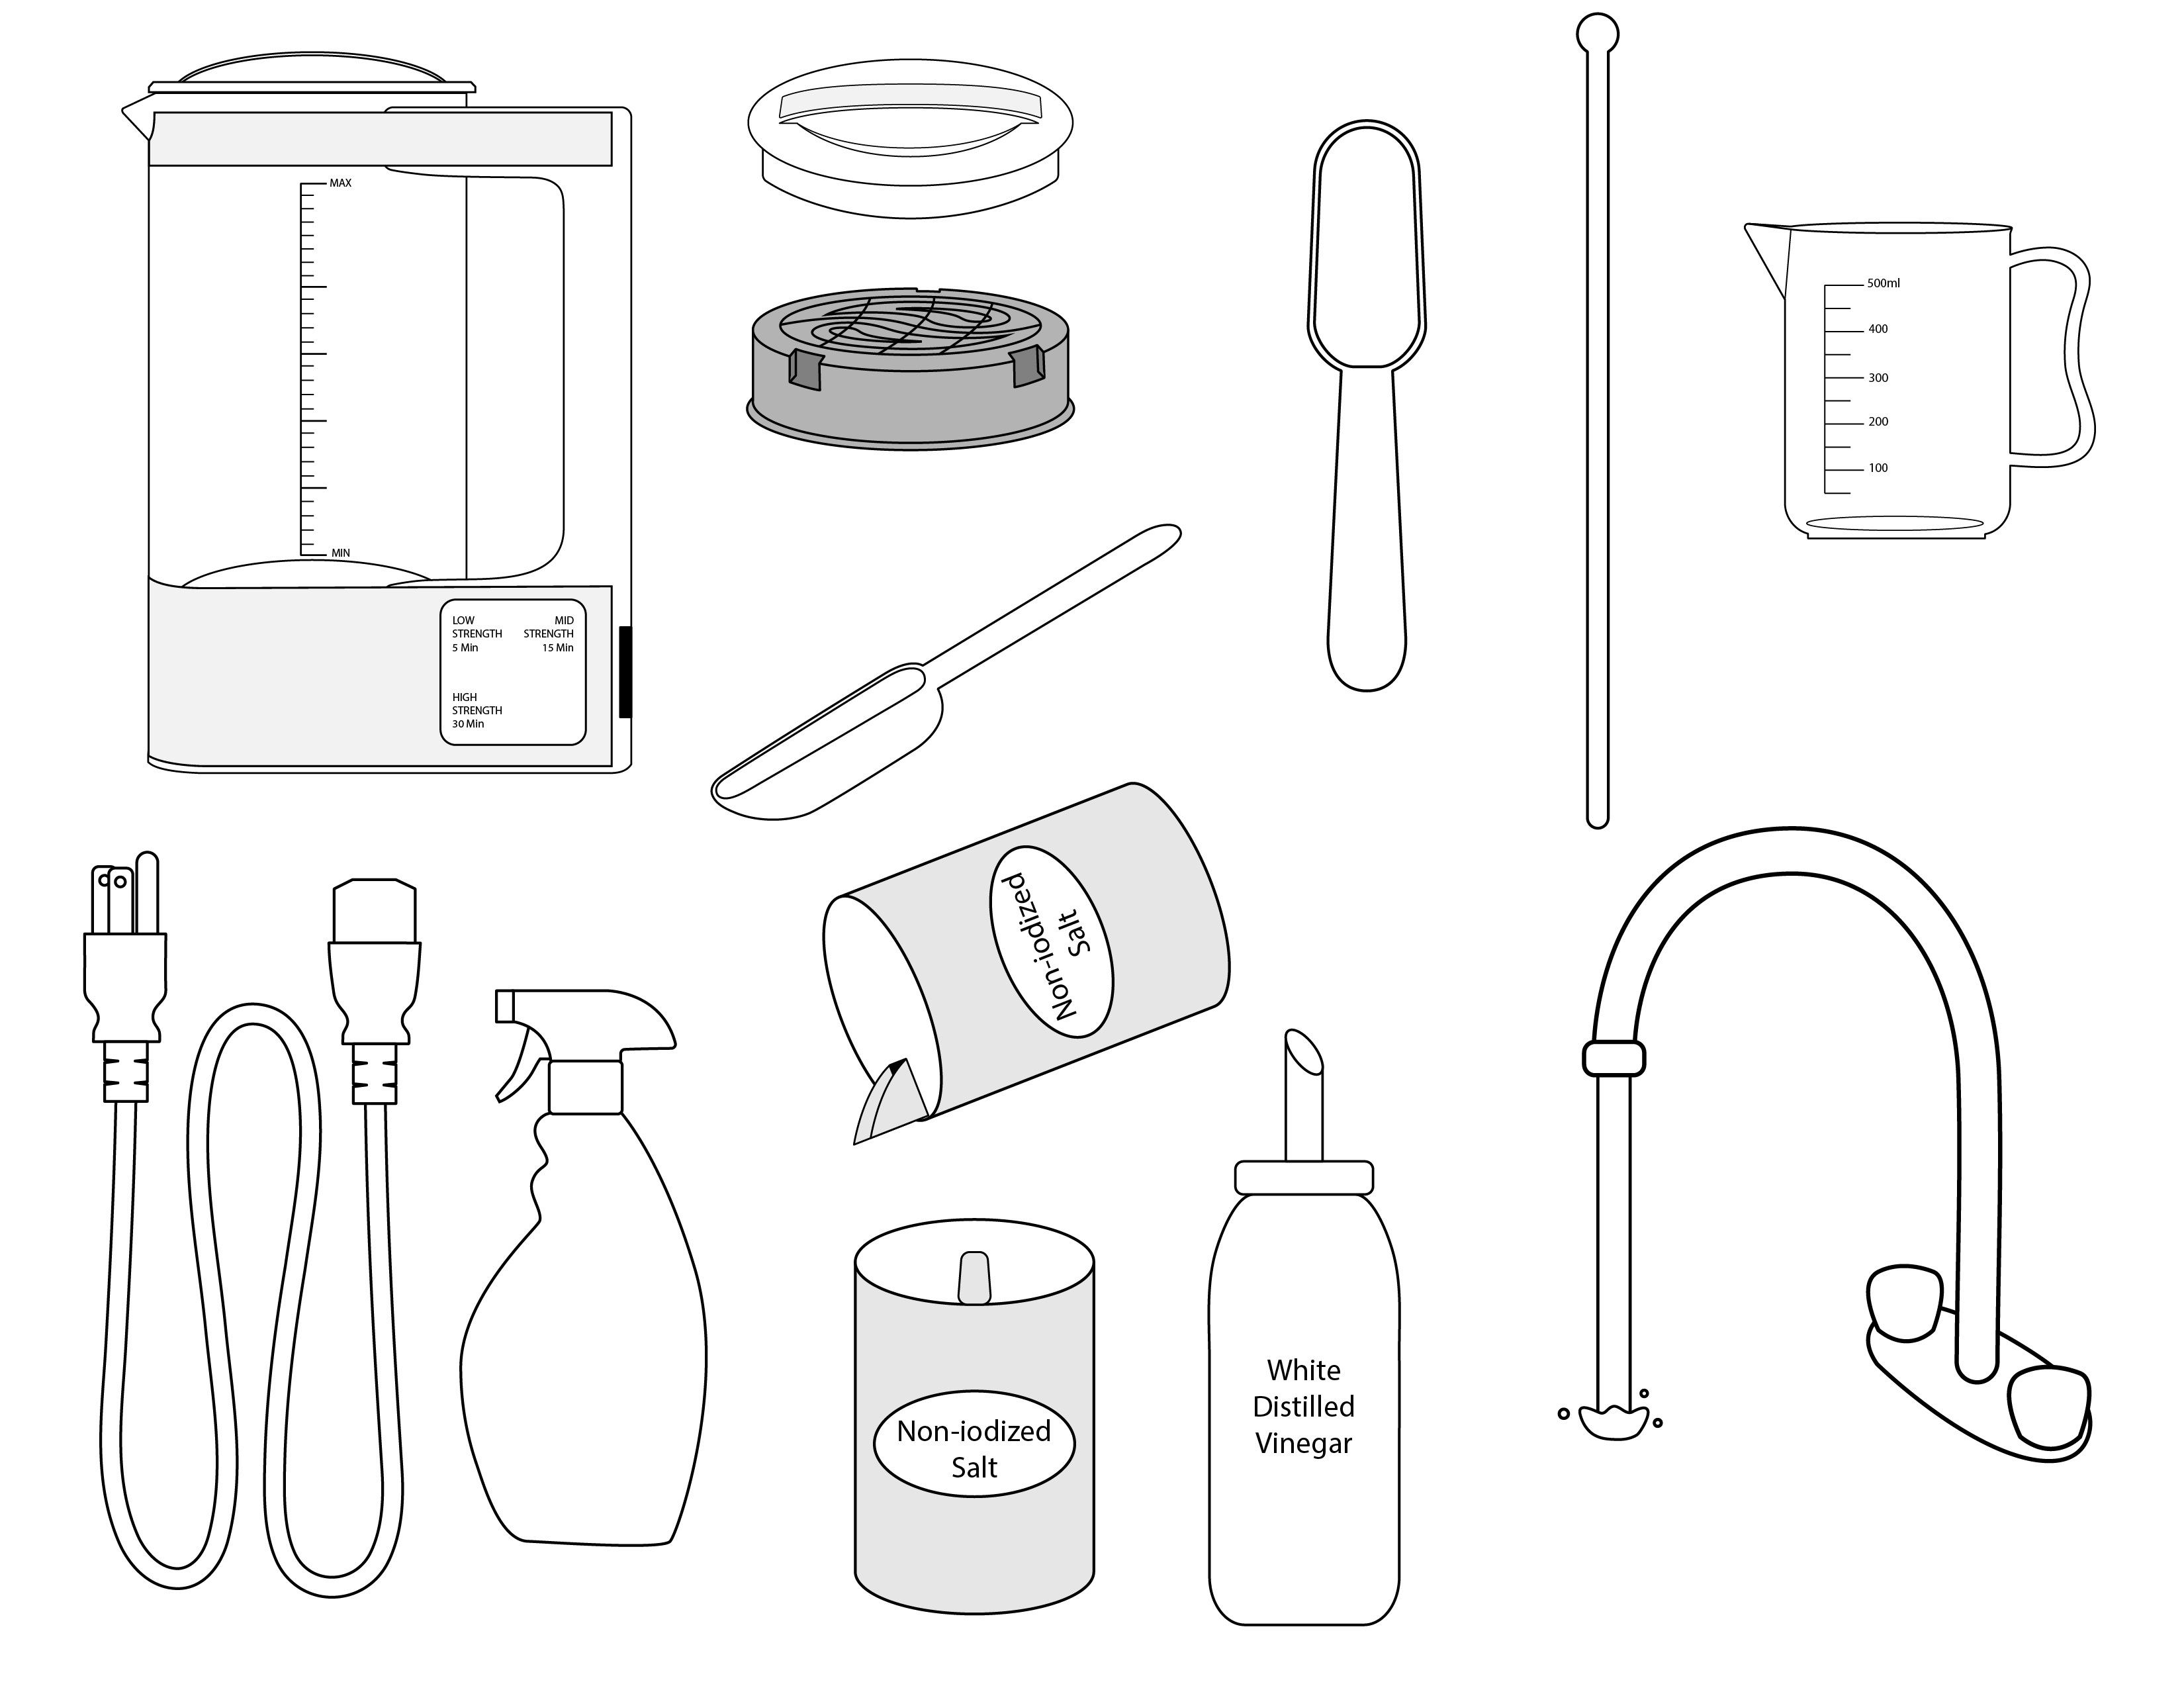 MAX
MIN
LOW
STRENGTH
5 Min
MID
STRENGTH
15 Min
HIGH
STRENGTH
30 Min
500ml
400
300
200
100
Non-iodized
Salt
Non-iodized
Salt
White
Distilled
Vinegar